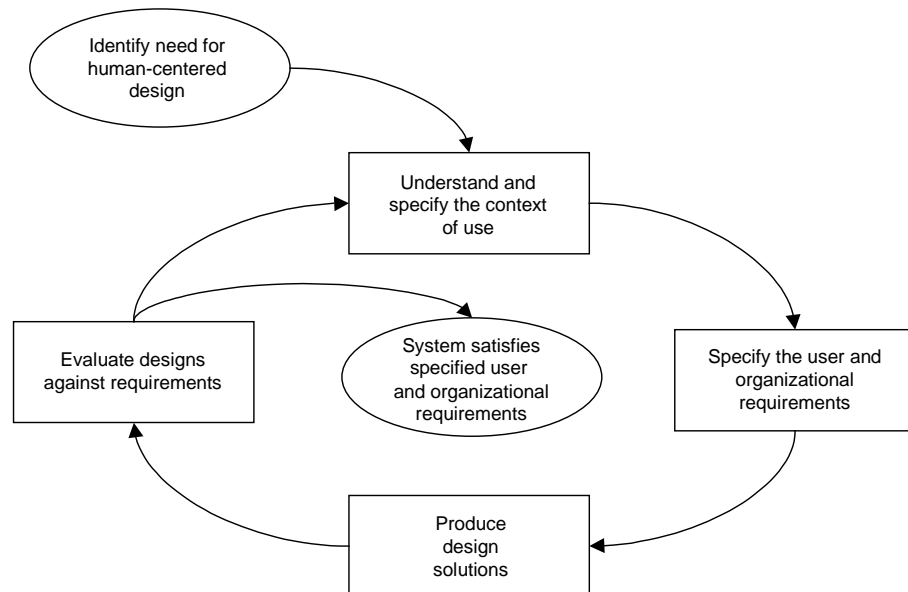 Identify need for
human-centered
design
Understand and
specify the context
of use
Evaluate designs
against requirements
System satisfies
specified user
and organizational
requirements
Specify the user and
organizational
requirements
Produce
design
solutions